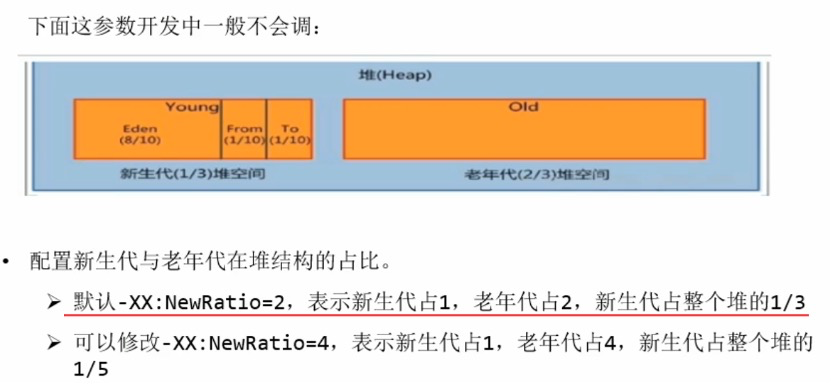 下面这参数开发中一般不会调：
堆(Heap)
Young
Old
Eden
From
To
(8/10)
(1/10)
(1/10)
新生代(1/3)堆空间
老年代(2/3)堆空间
• 配置新生代与老年代在堆结构的占比。
➢ 默认-XX:NewRatio=2，表示新生代占1，老年代占2，新生代占整个堆的1/3
➢ 可以修改-XX:NewRatio=4，表示新生代占1，老年代占4，新生代占整个堆的
1/5